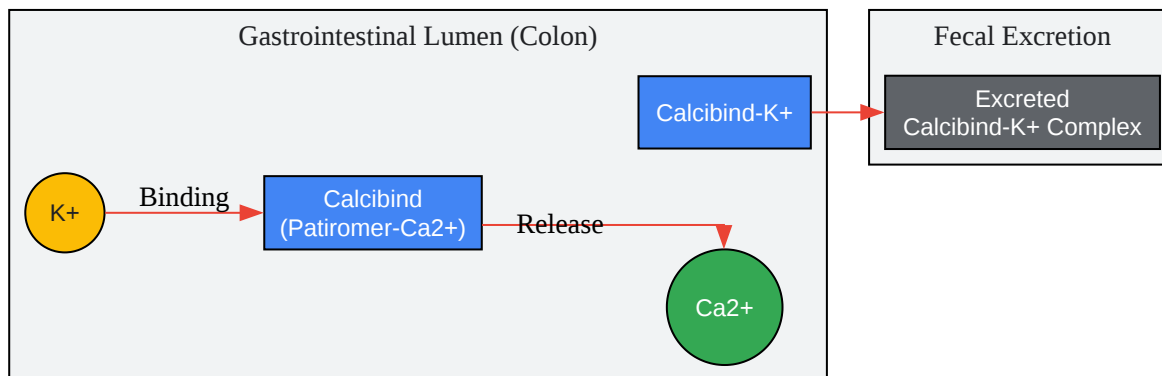 Gastrointestinal Lumen (Colon)
Fecal Excretion
Calcibind-K+
Excreted
Calcibind-K+ Complex
K+
Binding
Calcibind
(Patiromer-Ca2+)
Release
Ca2+